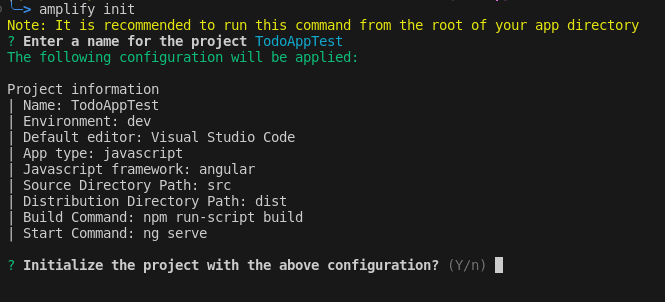 ╰─> amplify init
Note: It is recommended to run this command from the root of your app directory
? Enter a name for the project TodoAppTest
The following configuration will be applied:
Project information
| Name: TodoAppTest
| Environment: dev
| Default editor: Visual Studio Code
| App type: javascript
| Javascript framework: angular
| Source Directory Path: src
| Distribution Directory Path: dist
| Build Command: npm run-script build
| Start Command: ng serve
? Initialize the project with the above configuration? (Y/n)